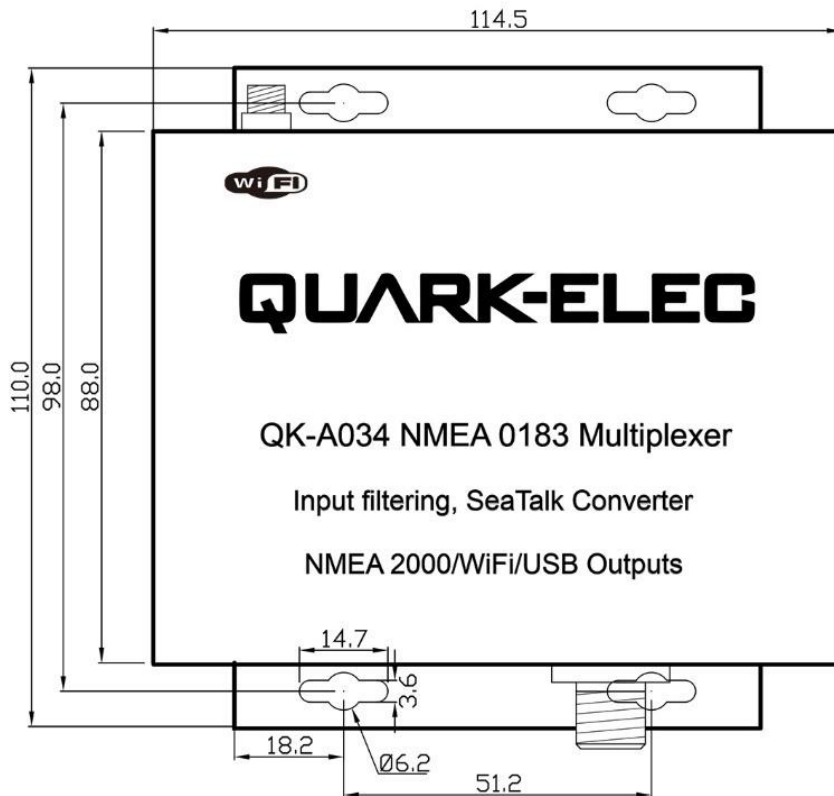 114.5
WiFi
QUARK-ELEC
110.0
98.0
88.0
QK-A034 NMEA 0183 Multiplexer
Input filtering, SeaTalk Converter
NMEA 2000/WiFi/USB Outputs
14.7
3.6
18.2
Ø6.2
51.2